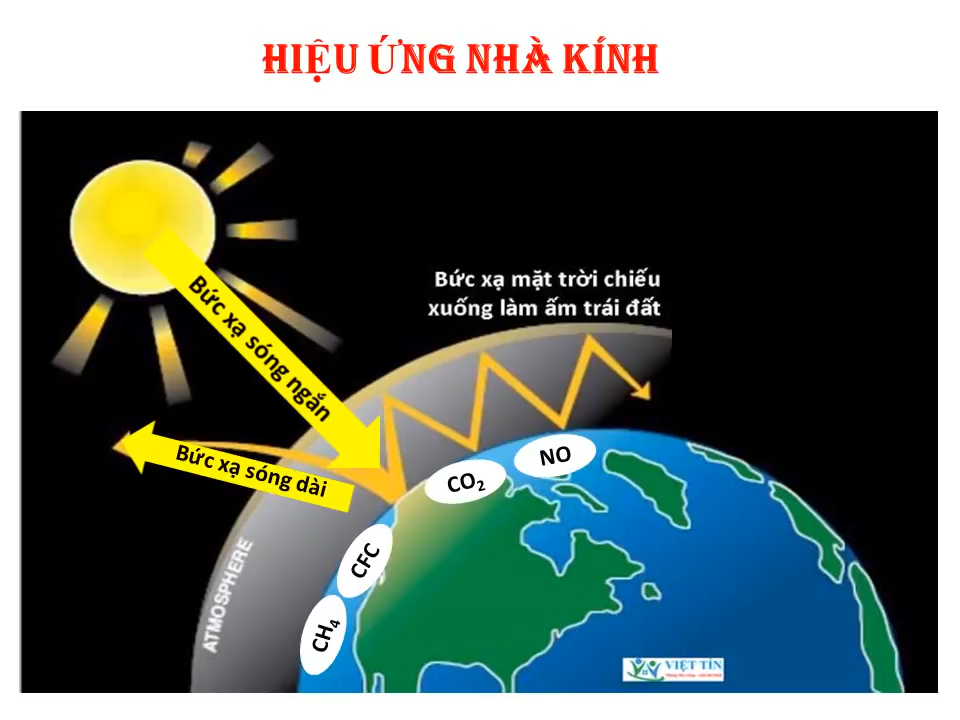 HIỆU ỨNG NHÀ KÍNH
Bức xạ mặt trời chiếu
xuống làm ấm trái đất
Bức xạ sóng ngắn
Bức xạ sóng dài
NO
CO₂
CFC
CH₄
ATMOSPHERE
VIỆT TÍN